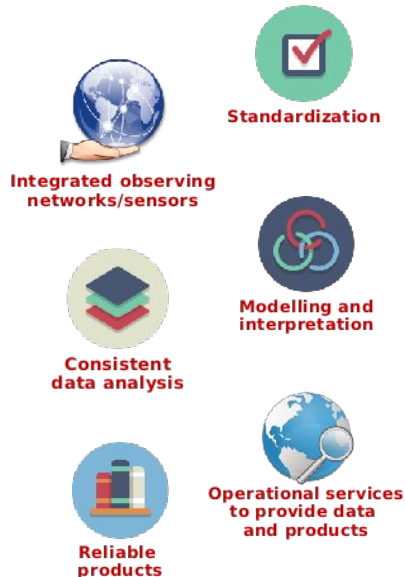 Standardization
Integrated observing
networks/sensors
Modelling and
interpretation
Consistent
data analysis
Operational services
to provide data
and products
Reliable
products